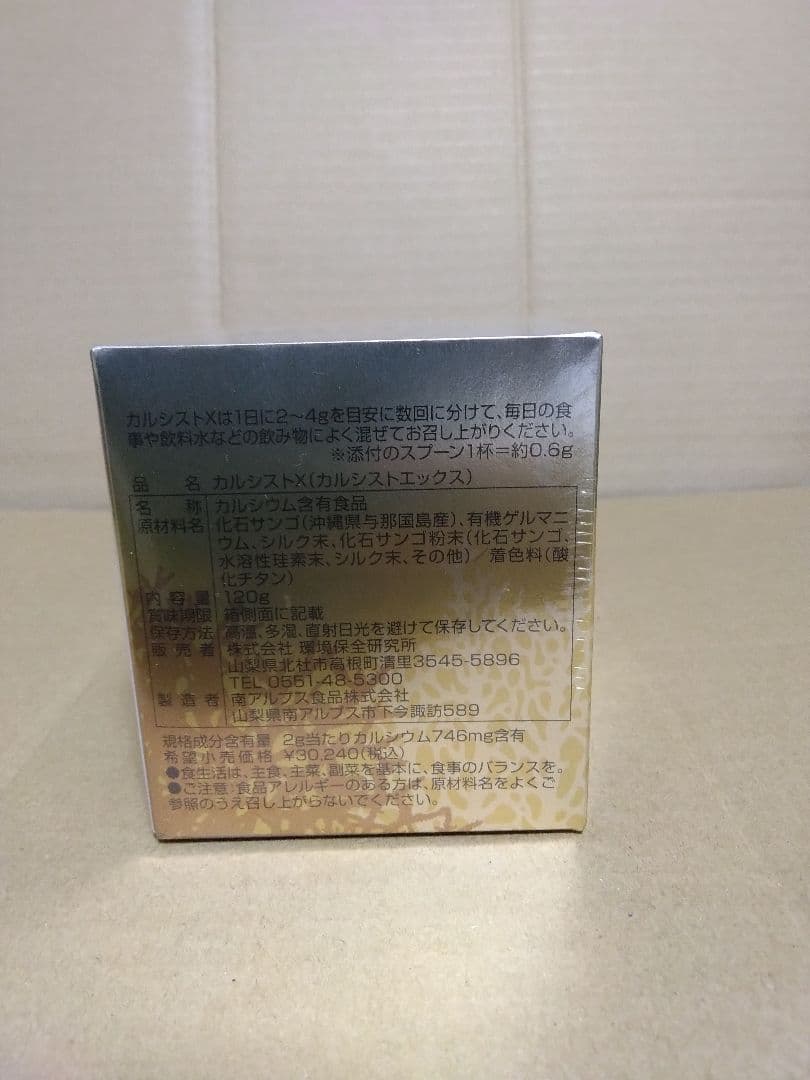 カルシストXは1日に2〜4gを目安に数回に分けて、毎日の食
事や飲料水などの飲み物によく混ぜてお召し上がりください。
※添付のスプーン1杯=約0.6g
品名 カルシストX(カルシストエックス)
名称 カルシウム含有食品
原材料名 化石サンゴ(沖縄県与那国島産)、有機ゲルマニ
ウム、シルク末、化石サンゴ粉末(化石サンゴ、
水溶性珪素末、シルク末、その他)/着色料(酸
化チタン)
内容量 120g
賞味期限 箱側面に記載
保存方法 高温、多湿、直射日光を避けて保存してください。
販売者 株式会社 環境保全研究所
山梨県北杜市高根町清里3545-5896
TEL 0551-48-5300
製造者 南アルプス食品株式会社
山梨県南アルプス市下今諏訪589
規格成分含有量 2g当たりカルシウム746mg含有
希望小売価格 ¥30,240(税込)
●食生活は、主食、主菜、副菜を基本に、食事のバランスを。
●ご注意:食品アレルギーのある方は、原材料名をよくご
参照のうえ召し上がらないでください。